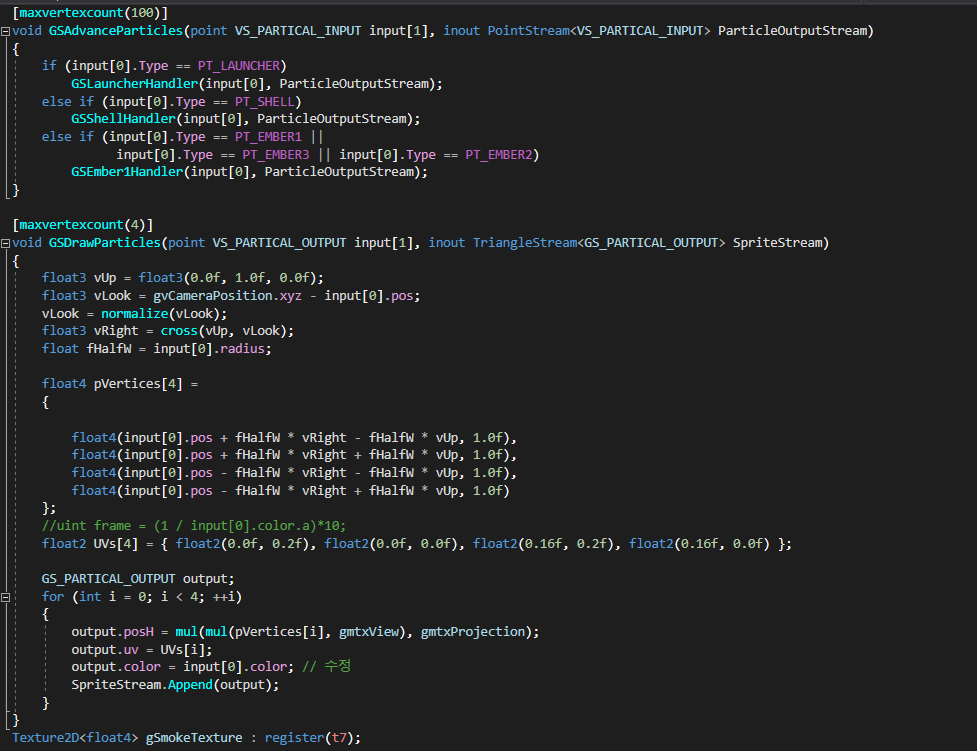 [maxvertexcount(100)]
void GSAdvanceParticles(point VS_PARTICAL_INPUT input[1], inout PointStream<VS_PARTICAL_INPUT> ParticleOutputStream)
{
    if (input[0].Type == PT_LAUNCHER)
        GSLauncherHandler(input[0], ParticleOutputStream);
    else if (input[0].Type == PT_SHELL)
        GSShellHandler(input[0], ParticleOutputStream);
    else if (input[0].Type == PT_EMBER1 ||
              input[0].Type == PT_EMBER3 || input[0].Type == PT_EMBER2)
        GSEmber1Handler(input[0], ParticleOutputStream);
}

[maxvertexcount(4)]
void GSDrawParticles(point VS_PARTICAL_OUTPUT input[1], inout TriangleStream<GS_PARTICAL_OUTPUT> SpriteStream)
{
    float3 vUp = float3(0.0f, 1.0f, 0.0f);
    float3 vLook = gvCameraPosition.xyz - input[0].pos;
    vLook = normalize(vLook);
    float3 vRight = cross(vUp, vLook);
    float fHalfW = input[0].radius;

    float4 pVertices[4] =
    {

        float4(input[0].pos + fHalfW * vRight - fHalfW * vUp, 1.0f),
        float4(input[0].pos + fHalfW * vRight + fHalfW * vUp, 1.0f),
        float4(input[0].pos - fHalfW * vRight - fHalfW * vUp, 1.0f),
        float4(input[0].pos - fHalfW * vRight + fHalfW * vUp, 1.0f)
    };
    //uint frame = (1 / input[0].color.a)*10;
    float2 UVs[4] = { float2(0.0f, 0.2f), float2(0.0f, 0.0f), float2(0.16f, 0.2f), float2(0.16f, 0.0f) };

    GS_PARTICAL_OUTPUT output;
    for (int i = 0; i < 4; ++i)
    {
        output.posH = mul(mul(pVertices[i], gmtxView), gmtxProjection);
        output.uv = UVs[i];
        output.color = input[0].color; // 수정
        SpriteStream.Append(output);
    }
}
Texture2D<float4> gSmokeTexture : register(t7);